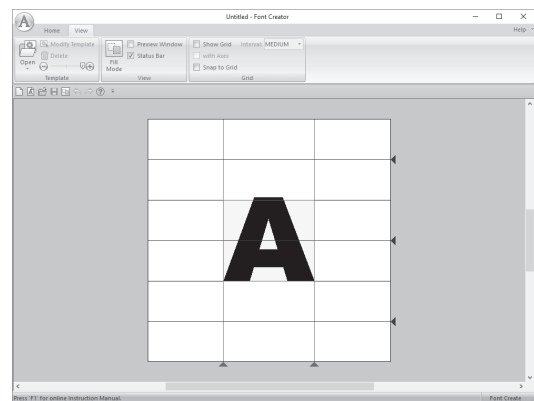 Untitled - Font Creator
Home View Help
Open
Modify Template
Delete
Template
Fill Mode
Preview Window
Status Bar
View
Show Grid Interval: MEDIUM
with Axes
Snap to Grid
Grid
A
Press 'F1' for online Instruction Manual. Font Create